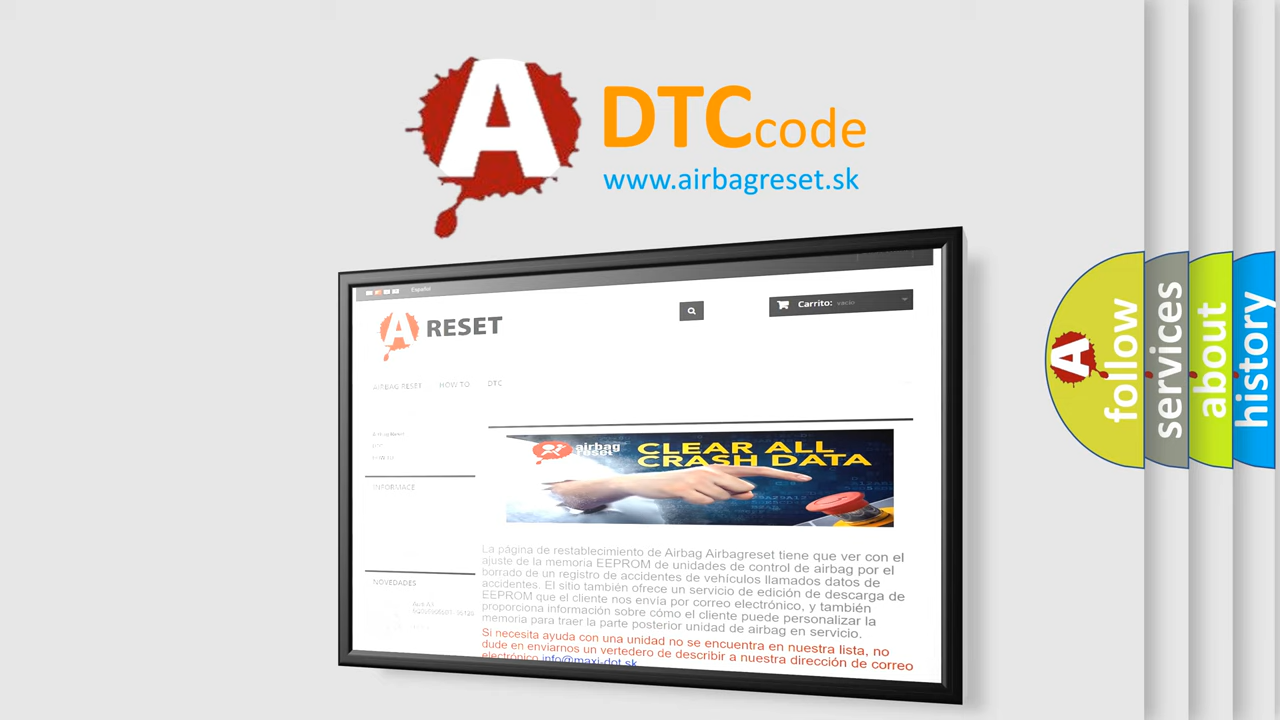 A DTCcode
www.airbagreset.sk
Español
A RESET
Carrito: vacío
AIRBAG RESET HOW TO DTC
INFORMACE
NOVEDADES
airbag
reset
CLEAR ALL
CRASH DATA
La página de restablecimiento de Airbag Airbagreset tiene que ver con el
ajuste de la memoria EEPROM de unidades de control de airbag por el
borrado de un registro de accidentes de vehículos llamados datos de
accidentes. El sitio también ofrece un servicio de edición de descarga de
EEPROM que el cliente nos envía por correo electrónico, y también
proporciona información sobre cómo el cliente puede personalizar la
memoria para traer la parte posterior unidad de airbag en servicio.
Si necesita ayuda con una unidad no se encuentra en nuestra lista, no
dude en enviarnos un vertedero de describir a nuestra dirección de correo
electrónico info@maxi-dot.sk
A follow
services
about
history